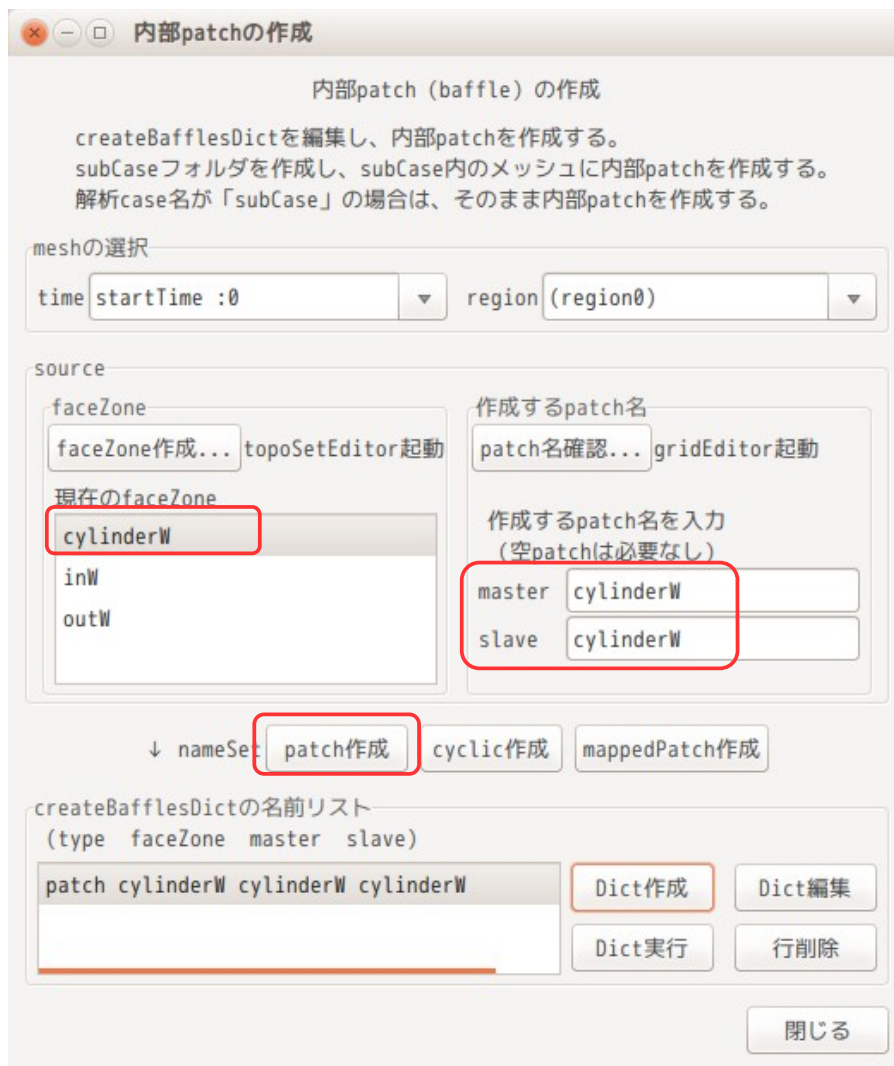 内部patchの作成
内部patch (baffle) の作成
createBafflesDictを編集し、内部patchを作成する。
subCaseフォルダを作成し、subCase内のメッシュに内部patchを作成する。
解析case名が「subCase」の場合は、そのまま内部patchを作成する。
meshの選択
time startTime :0 region (region0)
source
faceZone
faceZone作成... topoSetEditor起動
現在のfaceZone
cylinderW
inW
outW
作成するpatch名
patch名確認... gridEditor起動
作成するpatch名を入力
(空patchは必要なし)
master cylinderW
slave cylinderW
↓ nameSet patch作成 cyclic作成 mappedPatch作成
createBafflesDictの名前リスト
(type faceZone master slave)
patch cylinderW cylinderW cylinderW
Dict作成 Dict編集
Dict実行 行削除
閉じる